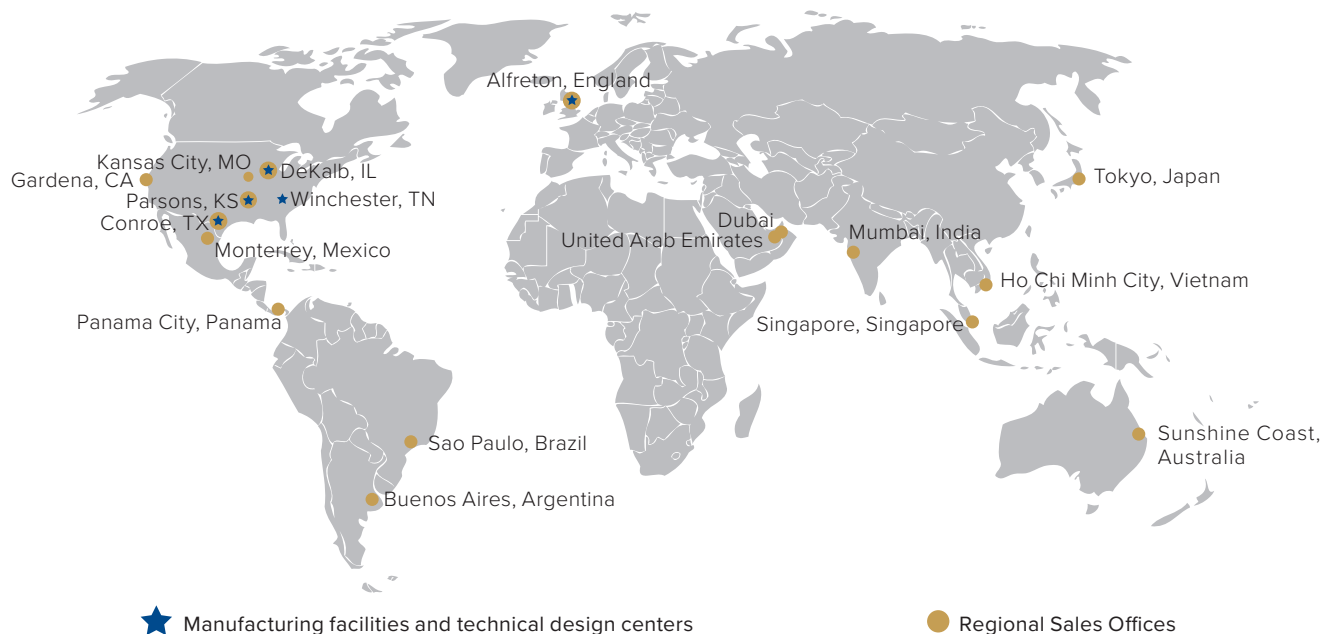 Alfreton, England
Kansas City, MO
DeKalb, IL
Gardena, CA
Tokyo, Japan
Parsons, KS
Winchester, TN
Conroe, TX
Dubai
United Arab Emirates
Mumbai, India
Monterrey, Mexico
Ho Chi Minh City, Vietnam
Panama City, Panama
Singapore, Singapore
Sao Paulo, Brazil
Sunshine Coast,
Australia
Buenos Aires, Argentina
Manufacturing facilities and technical design centers
Regional Sales Offices